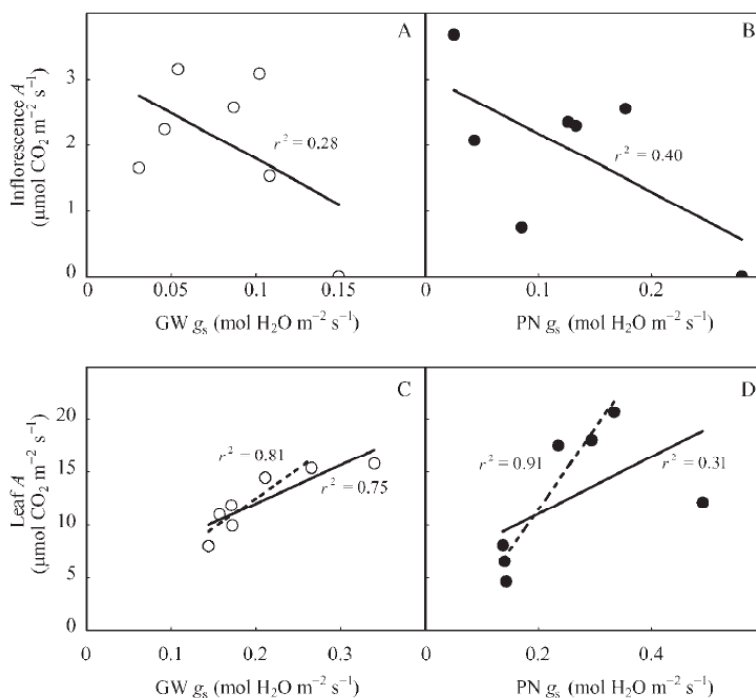 A
B
Inflorescence A
(μmol CO₂ m⁻² s⁻¹)
3
2
1
0
r² = 0.28
r² = 0.40
0
0.05
0.10
0.15
0
0.1
0.2
GW gₛ (mol H₂O m⁻² s⁻¹)
PN gₛ (mol H₂O m⁻² s⁻¹)
C
D
Leaf A
(μmol CO₂ m⁻² s⁻¹)
20
15
10
5
0
r² = 0.81
r² = 0.75
r² = 0.91
r² = 0.31
0
0.1
0.2
0.3
0
0.2
0.4
GW gₛ (mol H₂O m⁻² s⁻¹)
PN gₛ (mol H₂O m⁻² s⁻¹)